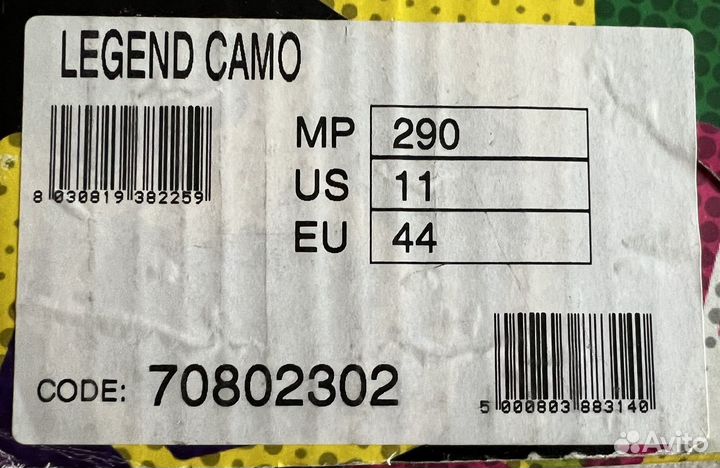 LEGEND CAMO
8 030819 382259
MP 290
US 11
EU 44
CODE: 70802302
5 000803 883140
Avito